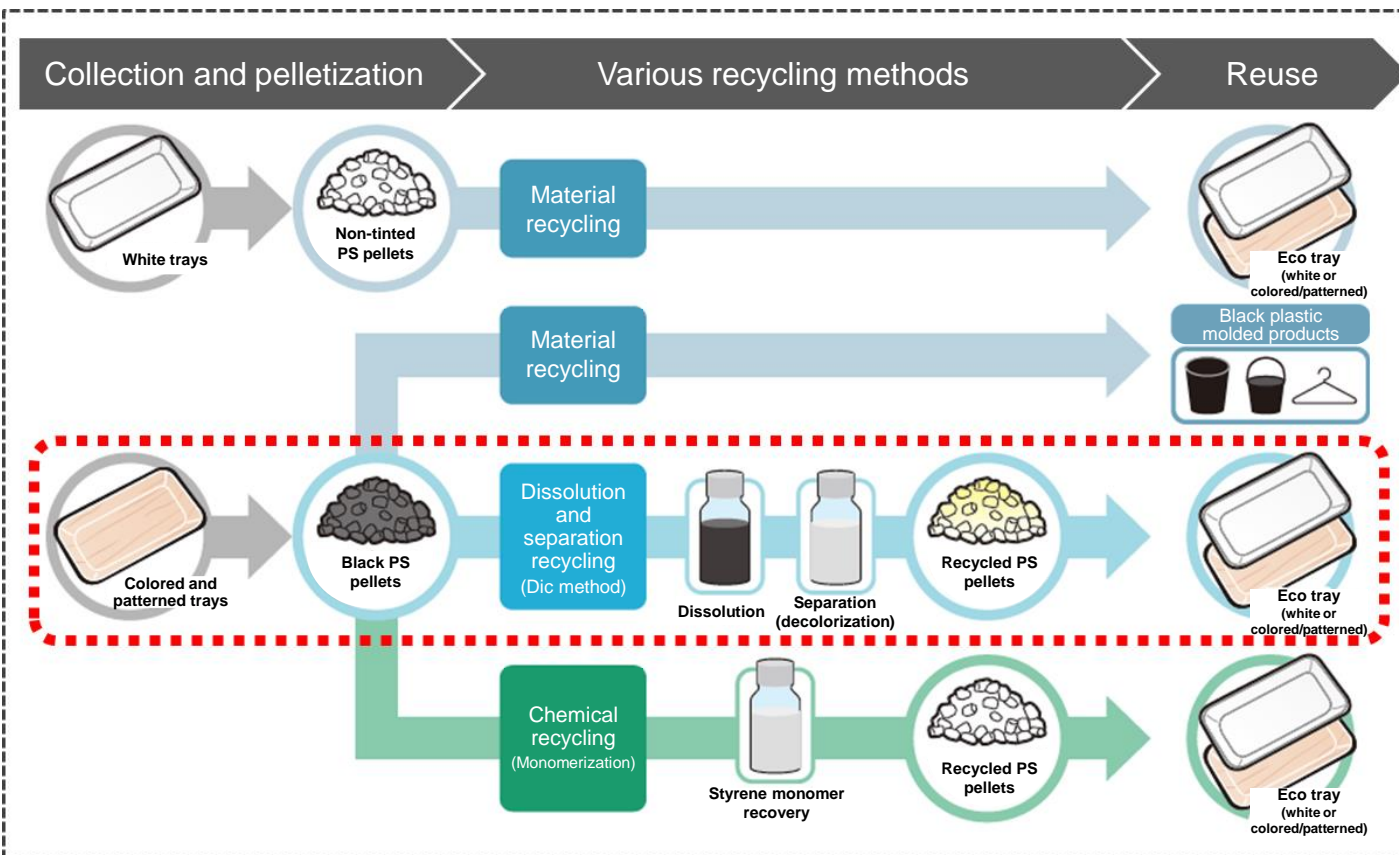 Collection and pelletization
Various recycling methods
Reuse
White trays
Non-tinted
PS pellets
Material
recycling
Eco tray
(white or
colored/patterned)
Material
recycling
Black plastic
molded products
Colored and
patterned trays
Black PS
pellets
Dissolution
and
separation
recycling
(Dic method)
Dissolution
Separation
(decolorization)
Recycled PS
pellets
Eco tray
(white or
colored/patterned)
Chemical
recycling
(Monomerization)
Styrene monomer
recovery
Recycled PS
pellets
Eco tray
(white or
colored/patterned)